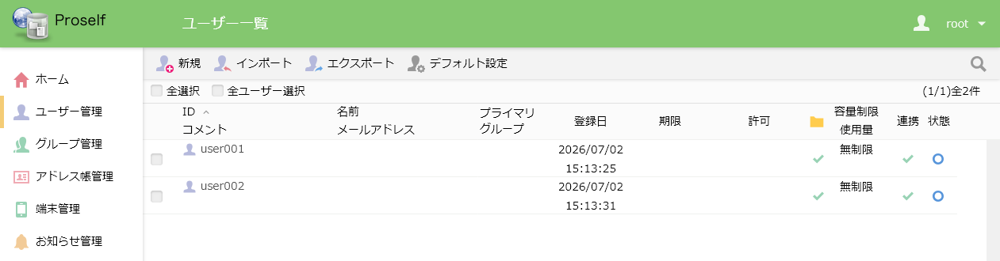 Proself
ユーザー一覧
root
ホーム
ユーザー管理
グループ管理
アドレス帳管理
端末管理
お知らせ管理
新規 インポート エクスポート デフォルト設定
全選択 全ユーザー選択 (1/1)全2件
ID 名前 プライマリ 登録日 期限 許可 容量制限 連携 状態
コメント メールアドレス グループ 使用量
user001 2026/07/02 無制限
15:13:25
user002 2026/07/02 無制限
15:13:31